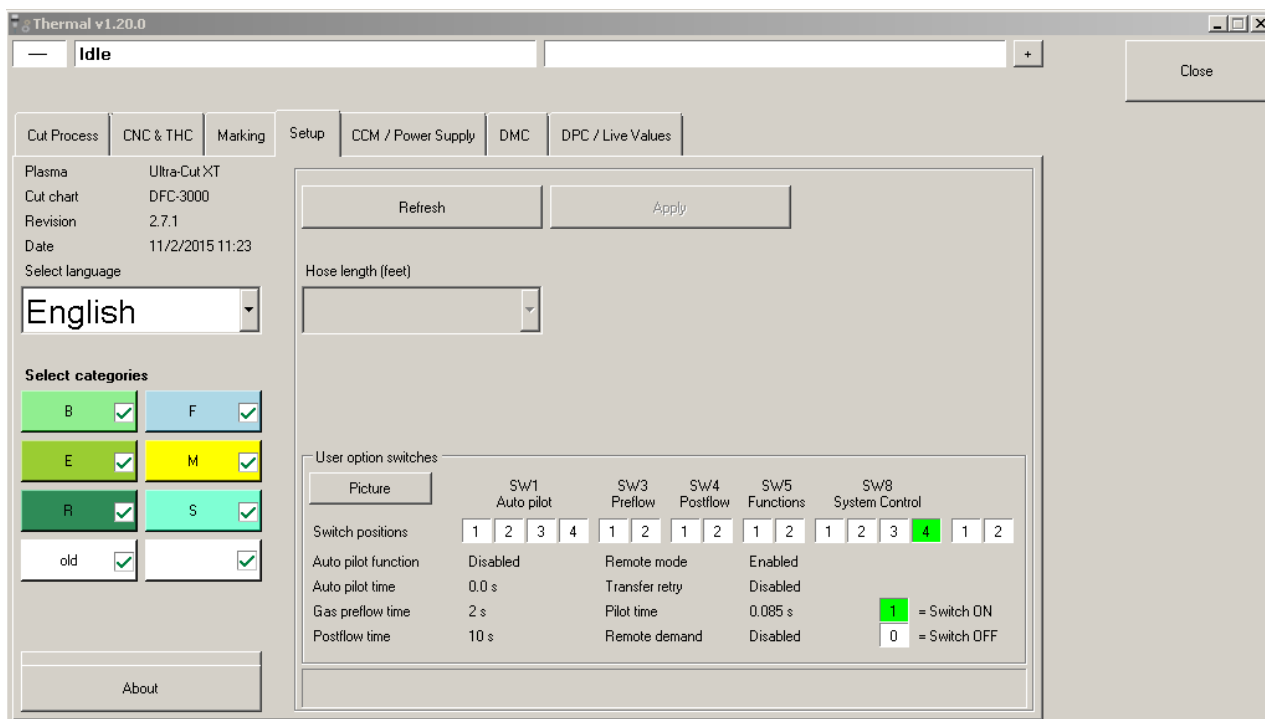 Thermal v1.20.0
— Idle +
Close
Cut Process CNC & THC Marking Setup CCM / Power Supply DMC DPC / Live Values
Plasma Ultra-Cut XT
Cut chart DFC-3000
Revision 2.7.1
Date 11/2/2015 11:23
Select language
English
Select categories
B F
E M
R S
old
About
Refresh Apply
Hose length (feet)
User option switches
Picture
SW1 SW3 SW4 SW5 SW8
Auto pilot Preflow Postflow Functions System Control
Switch positions 1 2 3 4 1 2 1 2 1 2 1 2 3 4 1 2
Auto pilot function Disabled Remote mode Enabled
Auto pilot time 0.0 s Transfer retry Disabled
Gas preflow time 2 s Pilot time 0.085 s 1 = Switch ON
Postflow time 10 s Remote demand Disabled 0 = Switch OFF